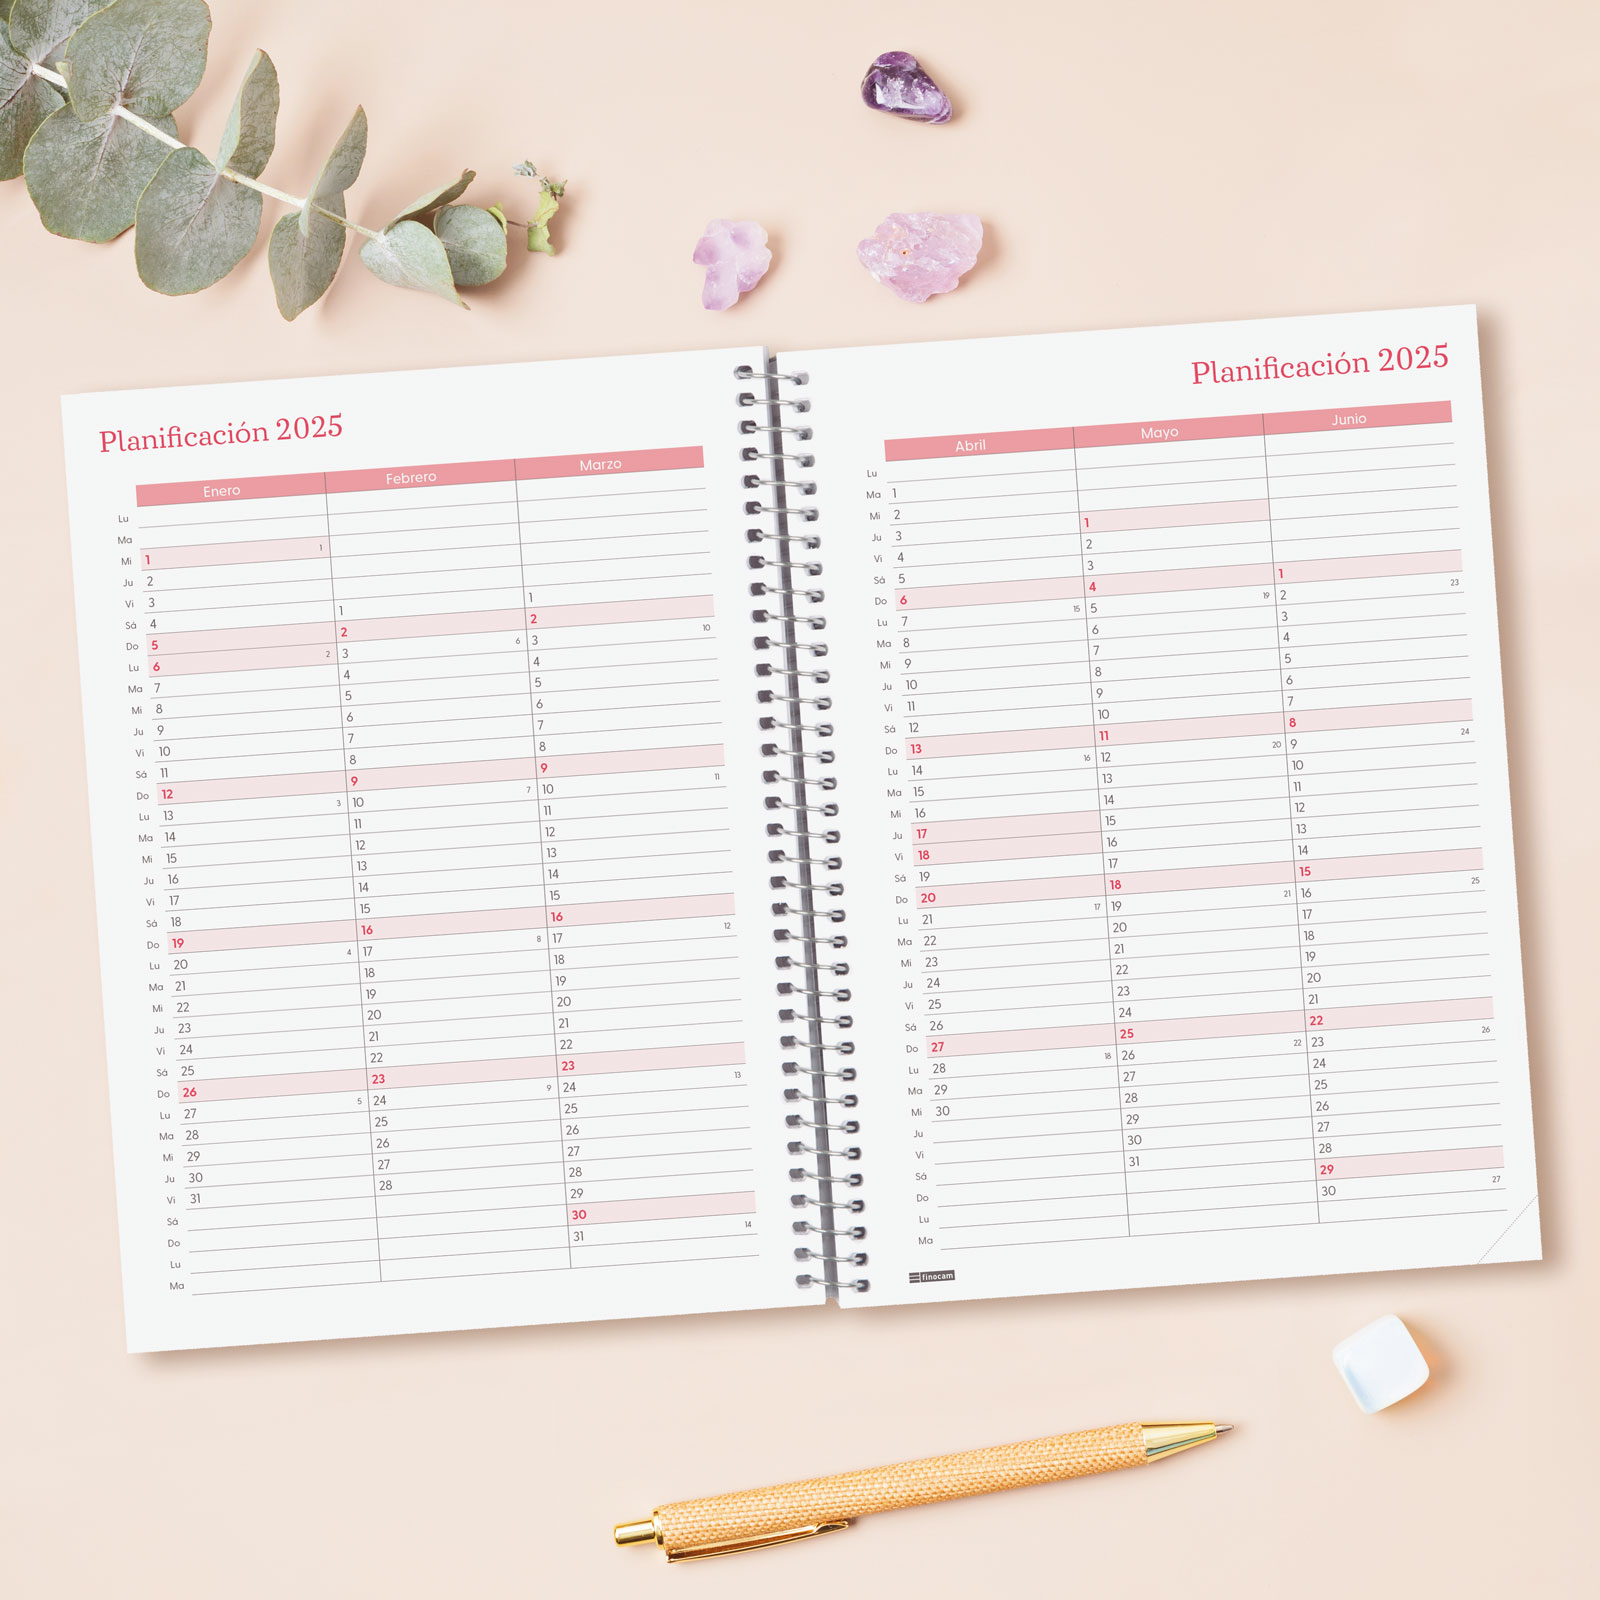 Planificación 2025
Enero Febrero Marzo
Lu
Ma
Mi 1 1
Ju 2
Vi 3
Sá 4 1 1
Do 5 2 2
Lu 6 2 3 6 3 10
Ma 7 4 4
Mi 8 5 5
Ju 9 6 6
Vi 10 7 7
Sá 11 8 8
Do 12 9 9
Lu 13 3 10 7 10 11
Ma 14 11 11
Mi 15 12 12
Ju 16 13 13
Vi 17 14 14
Sá 18 15 15
Do 19 16 16
Lu 20 4 17 8 17 12
Ma 21 18 18
Mi 22 19 19
Ju 23 20 20
Vi 24 21 21
Sá 25 22 22
Do 26 23 23
Lu 27 5 24 9 24 13
Ma 28 25 25
Mi 29 26 26
Ju 30 27 27
Vi 31 28 28
Sá 29
Do 30
Lu 31 14
Ma
Planificación 2025
Abril Mayo Junio
Lu
Ma 1
Mi 2
Ju 3 1
Vi 4 2
Sá 5 3
Do 6 4 1
Lu 7 15 5 19 2 23
Ma 8 6 3
Mi 9 7 4
Ju 10 8 5
Vi 11 9 6
Sá 12 10 7
Do 13 11 8
Lu 14 16 12 20 9 24
Ma 15 13 10
Mi 16 14 11
Ju 17 15 12
Vi 18 16 13
Sá 19 17 14
Do 20 18 15
Lu 21 17 19 21 16 25
Ma 22 20 17
Mi 23 21 18
Ju 24 22 19
Vi 25 23 20
Sá 26 24 21
Do 27 25 22
Lu 28 18 26 22 23 26
Ma 29 27 24
Mi 30 28 25
Ju 29 26
Vi 30 27
Sá 31 28
Do 29
Lu 30 27
Ma
finocam